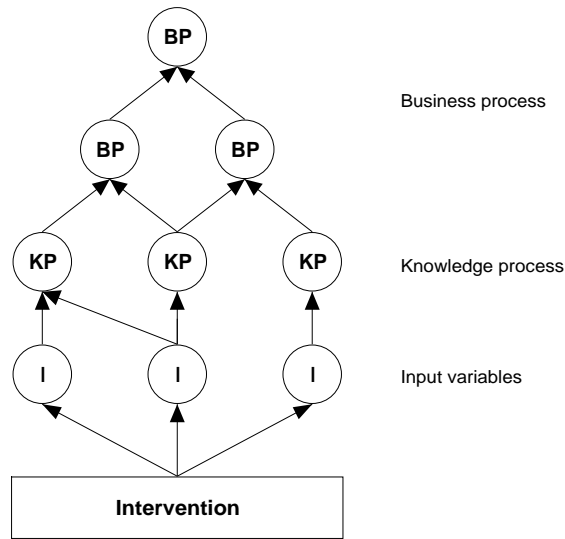 BP
Business process
BP BP
KP KP KP
Knowledge process
I I I
Input variables
Intervention